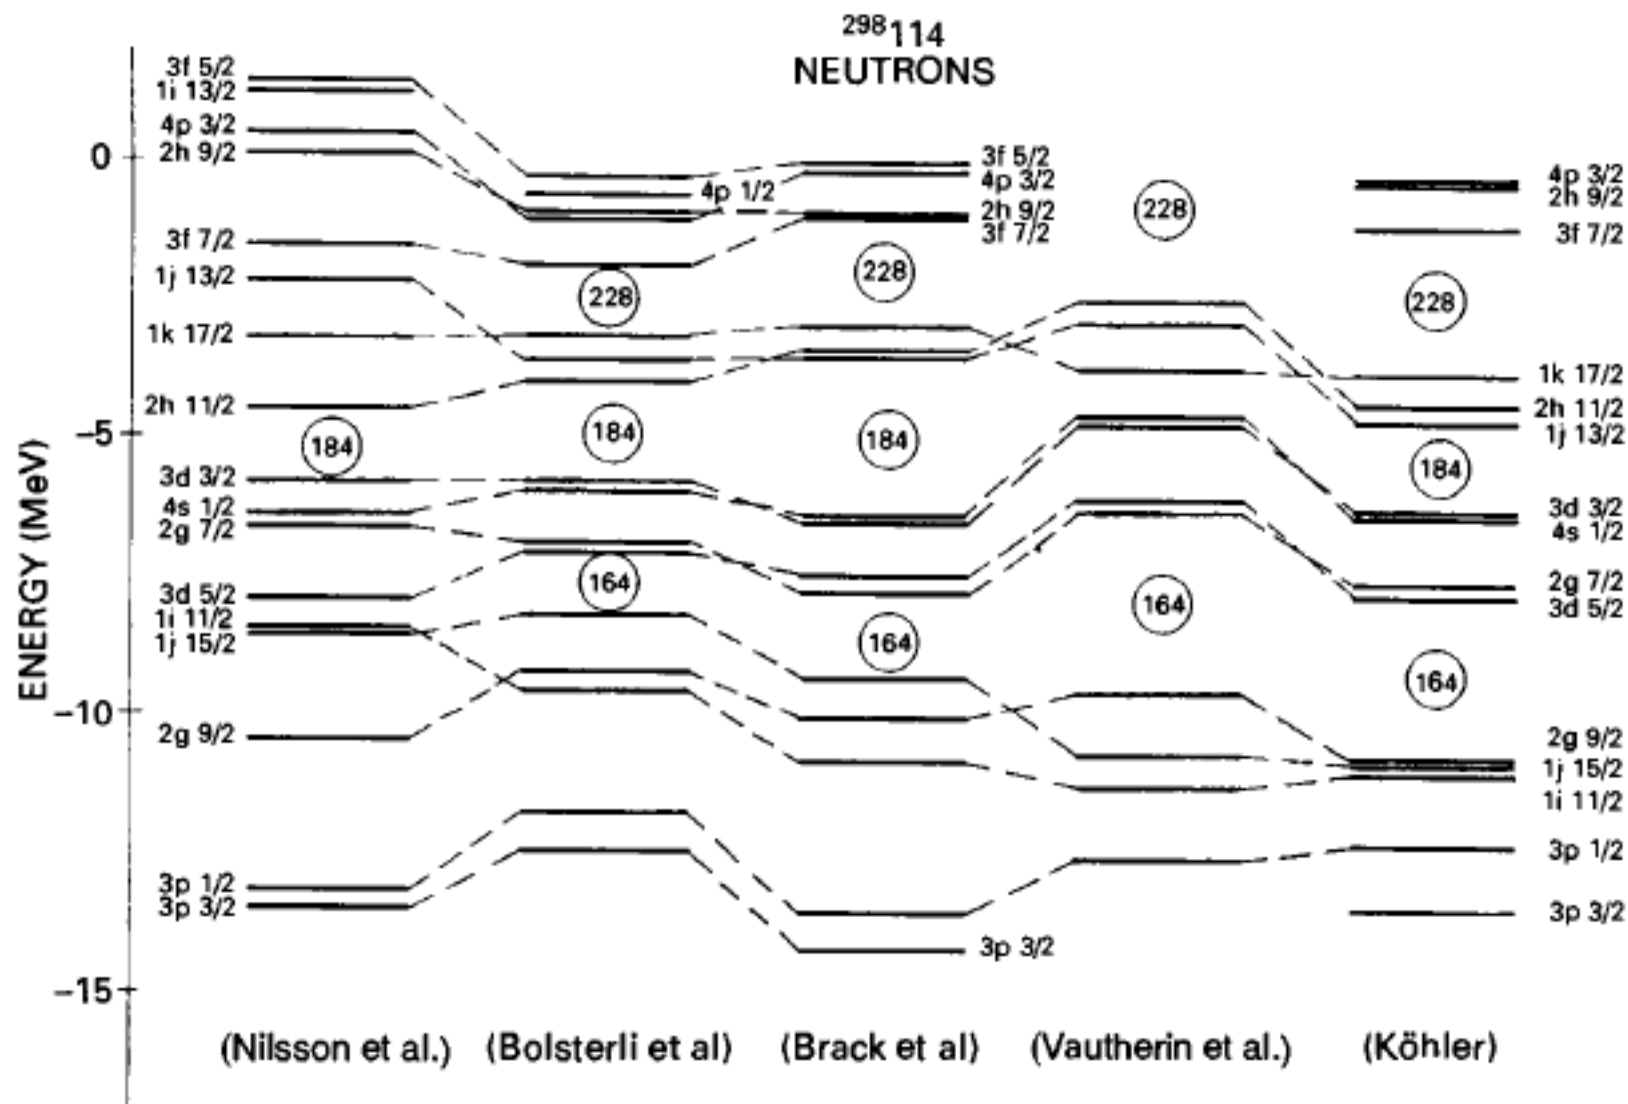 ²⁹⁸114
NEUTRONS
ENERGY (MeV)
0
−5
−10
−15
3f 5/2
1i 13/2
4p 3/2
2h 9/2
3f 7/2
1j 13/2
1k 17/2
2h 11/2
184
3d 3/2
4s 1/2
2g 7/2
3d 5/2
1i 11/2
1j 15/2
2g 9/2
3p 1/2
3p 3/2
4p 1/2
228
184
164
3f 5/2
4p 3/2
2h 9/2
3f 7/2
228
184
164
3p 3/2
228
164
4p 3/2
2h 9/2
3f 7/2
228
1k 17/2
2h 11/2
1j 13/2
184
3d 3/2
4s 1/2
2g 7/2
3d 5/2
164
2g 9/2
1j 15/2
1i 11/2
3p 1/2
3p 3/2
(Nilsson et al.) (Bolsterli et al) (Brack et al) (Vautherin et al.) (Köhler)